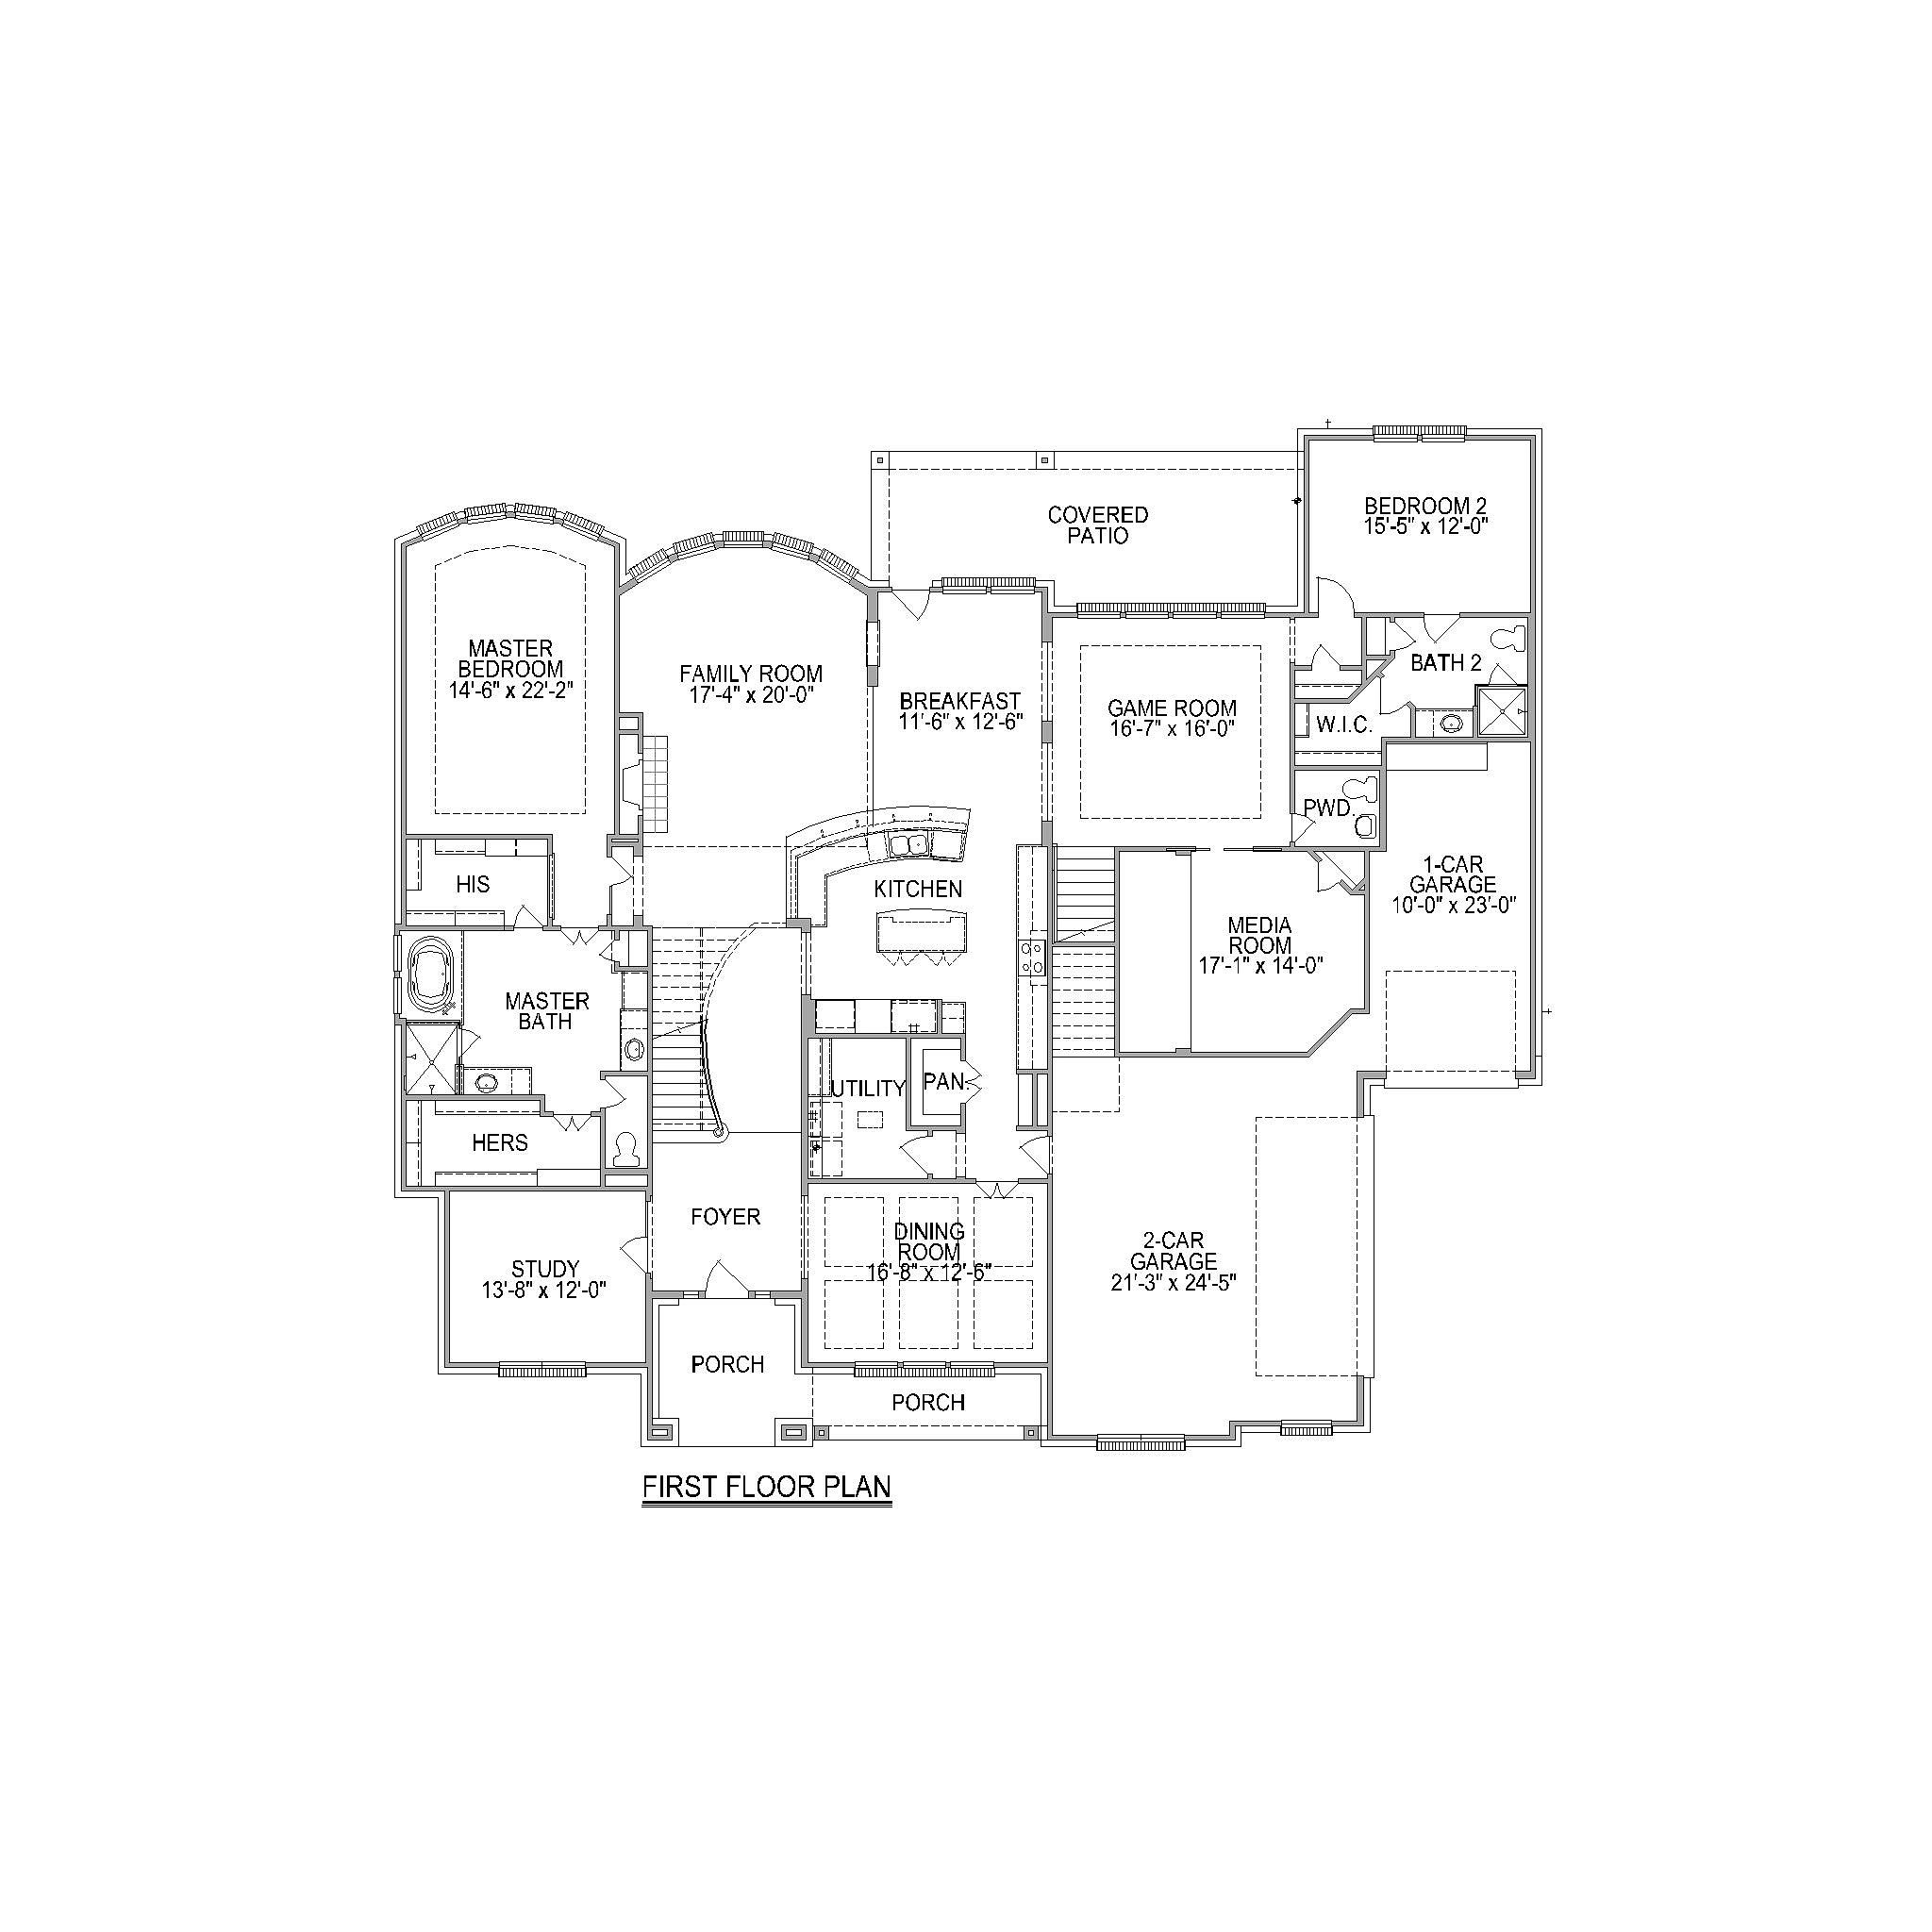 BEDROOM 2
15'-5" x 12'-0"
COVERED
PATIO
MASTER
BEDROOM
14'-6" x 22'-2"
FAMILY ROOM
17'-4" x 20'-0"
BREAKFAST
11'-6" x 12'-6"
GAME ROOM
16'-7" x 16'-0"
BATH 2
W.I.C.
PWD.
HIS
KITCHEN
MEDIA
ROOM
17'-1" x 14'-0"
1-CAR
GARAGE
10'-0" x 23'-0"
MASTER
BATH
UTILITY
PAN.
HERS
FOYER
DINING
ROOM
16'-8" x 12'-6"
2-CAR
GARAGE
21'-3" x 24'-5"
STUDY
13'-8" x 12'-0"
PORCH
PORCH
FIRST FLOOR PLAN